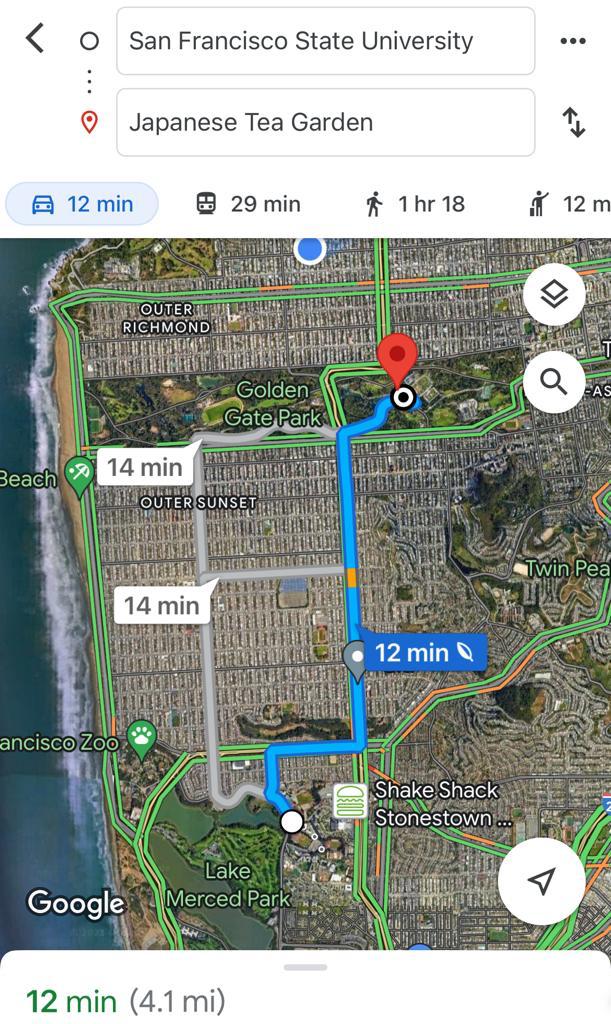 San Francisco State University
Japanese Tea Garden
12 min
29 min
1 hr 18
12 m
OUTER
RICHMOND
Golden
Gate Park
14 min
Beach
OUTER SUNSET
Twin Pea
14 min
12 min
ancisco Zoo
Shake Shack
Stonestown ...
Lake
Merced Park
Google
12 min (4.1 mi)